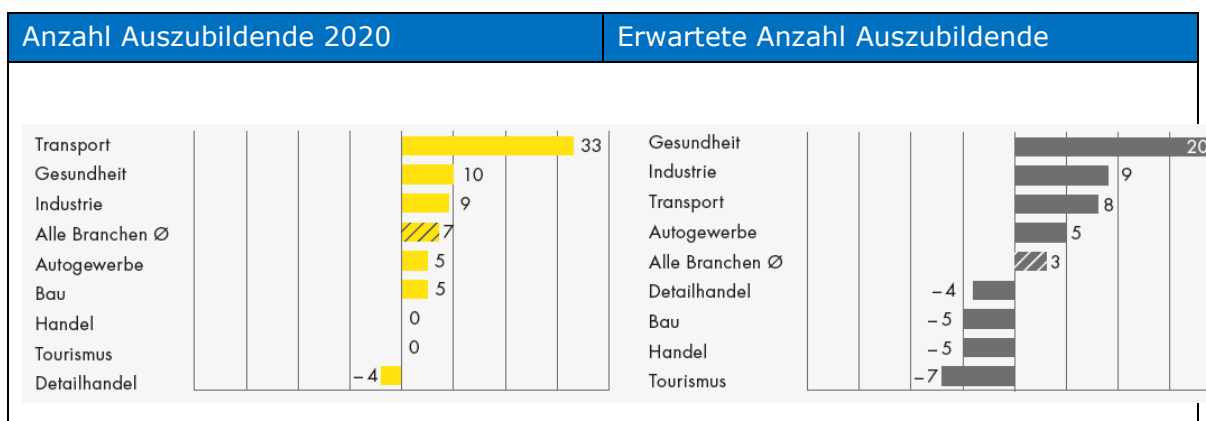 Anzahl Auszubildende 2020
Erwartete Anzahl Auszubildende
Transport 33
Gesundheit 10
Industrie 9
Alle Branchen Ø 7
Autogewerbe 5
Bau 5
Handel 0
Tourismus 0
Detailhandel – 4
Gesundheit 20
Industrie 9
Transport 8
Autogewerbe 5
Alle Branchen Ø 3
Detailhandel – 4
Bau – 5
Handel – 5
Tourismus – 7